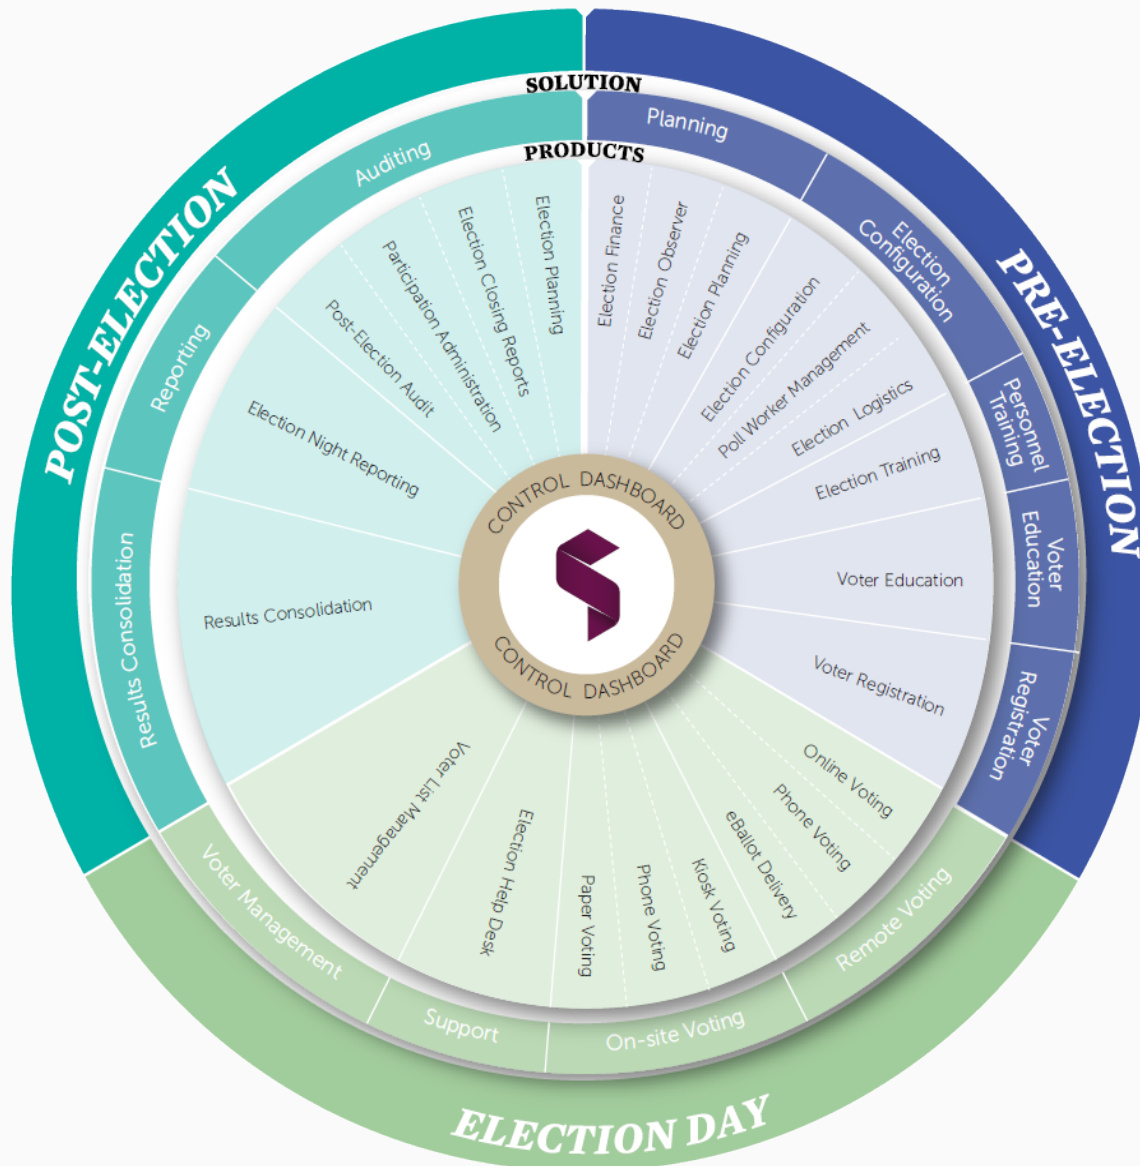 SOLUTION
PRODUCTS
PRE-ELECTION
Planning
Election Finance
Election Observer
Election Planning
Election
Configuration
Election Configuration
Poll Worker Management
Election Logistics
Personnel
Training
Election Training
Voter
Education
Voter Education
Voter
Registration
Voter Registration
ELECTION DAY
Remote Voting
Online Voting
Phone Voting
eBallot Delivery
On-site Voting
Kiosk Voting
Phone Voting
Paper Voting
Support
Election Help Desk
Voter Management
Voter List Management
POST-ELECTION
Results Consolidation
Results Consolidation
Reporting
Election Night Reporting
Auditing
Post-Election Audit
Participation Administration
Election Closing Reports
Election Planning
CONTROL DASHBOARD
CONTROL DASHBOARD